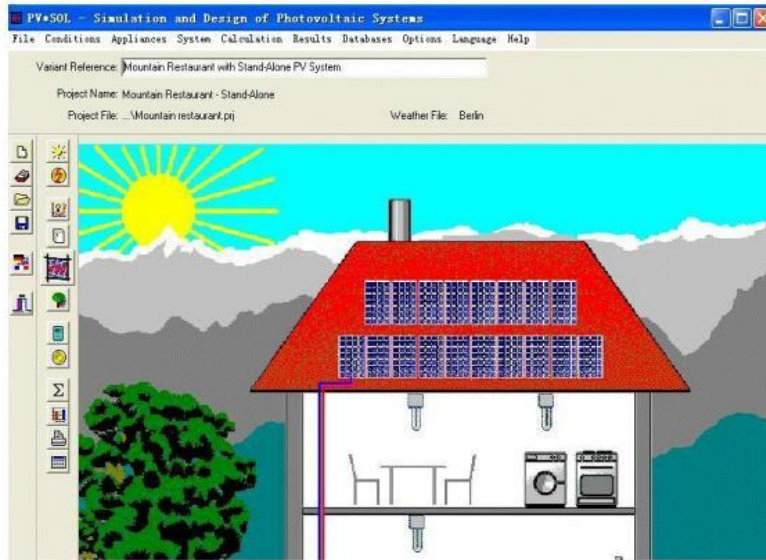 PV*SOL - Simulation and Design of Photovoltaic Systems
File Conditions Appliances System Calculation Results Databases Options Language Help
Variant Reference: Mountain Restaurant with Stand-Alone PV System
Project Name: Mountain Restaurant - Stand-Alone
Project File: ...\Mountain restaurant.prj Weather File: Berlin
Σ